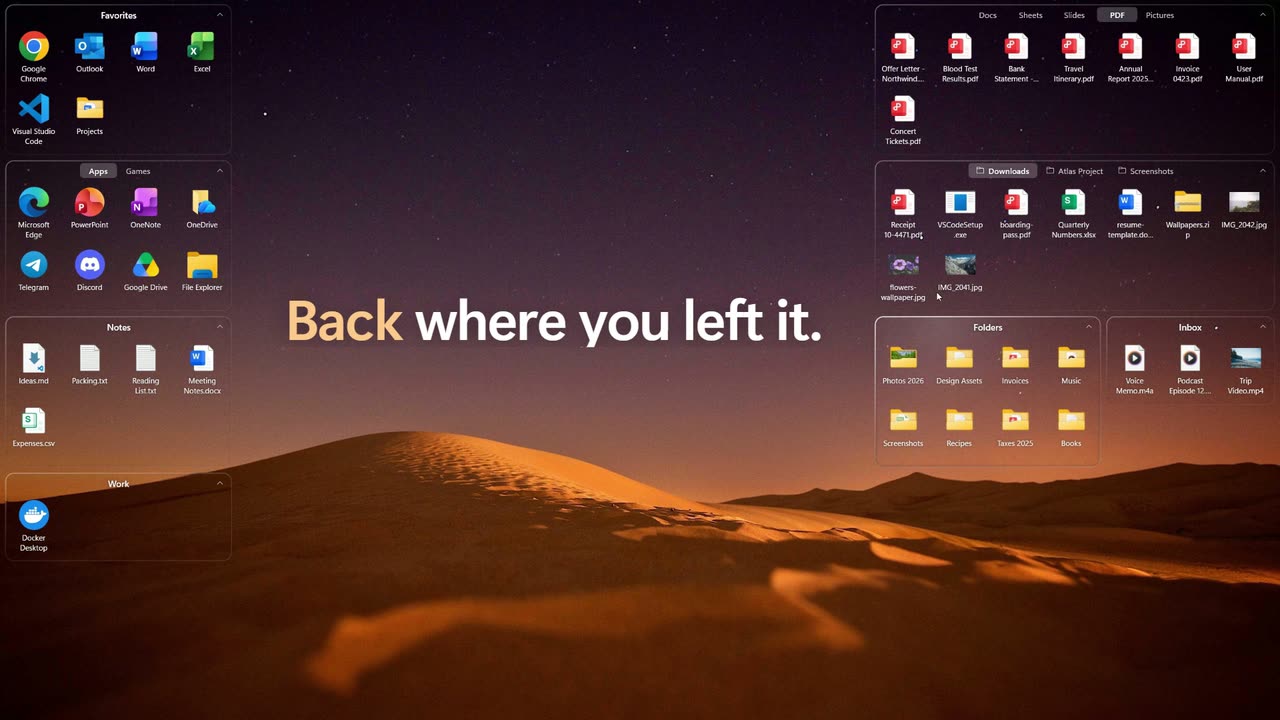 Favorites
Google
Chrome
Outlook
Word
Excel
Visual Studio
Code
Projects
Apps
Games
Microsoft
Edge
PowerPoint
OneNote
OneDrive
Telegram
Discord
Google Drive
File Explorer
Notes
Ideas.md
Packing.txt
Reading
List.txt
Meeting
Notes.docx
Expenses.csv
Work
Docker
Desktop
Back where you left it.
Docs
Sheets
Slides
PDF
Pictures
Offer Letter -
Northwind....
Blood Test
Results.pdf
Bank
Statement -...
Travel
Itinerary.pdf
Annual
Report 2025...
Invoice
0423.pdf
User
Manual.pdf
Concert
Tickets.pdf
Downloads
Atlas Project
Screenshots
Receipt
10-4471.pdf
VSCodeSetup
.exe
boarding-
pass.pdf
Quarterly
Numbers.xlsx
resume-
template.do...
Wallpapers.zi
p
IMG_2042.jpg
flowers-
wallpaper.jpg
IMG_2041.jpg
Folders
Photos 2026
Design Assets
Invoices
Music
Screenshots
Recipes
Taxes 2025
Books
Inbox
Voice
Memo.m4a
Podcast
Episode 12....
Trip
Video.mp4